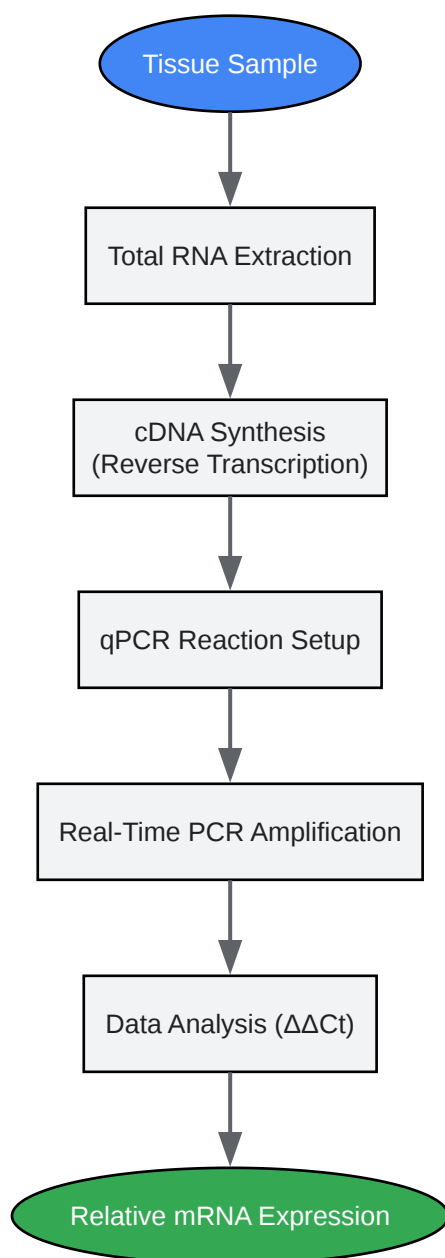 Tissue Sample
Total RNA Extraction
cDNA Synthesis
(Reverse Transcription)
qPCR Reaction Setup
Real-Time PCR Amplification
Data Analysis (ΔΔCt)
Relative mRNA Expression